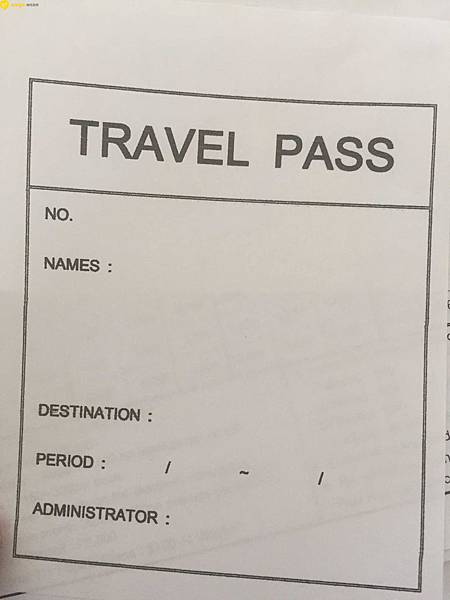 TRAVEL PASS
NO.
NAMES :
DESTINATION :
PERIOD : / ~ /
ADMINISTRATOR :